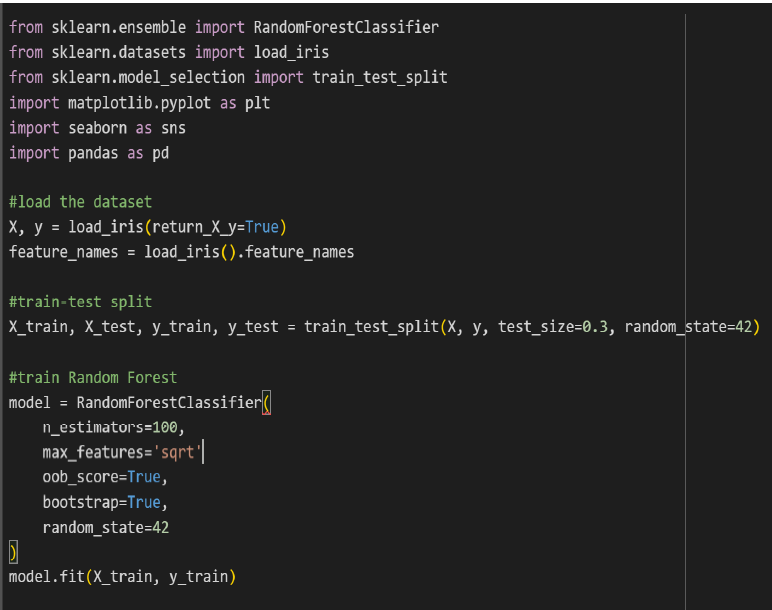 from sklearn.ensemble import RandomForestClassifier
from sklearn.datasets import load_iris
from sklearn.model_selection import train_test_split
import matplotlib.pyplot as plt
import seaborn as sns
import pandas as pd

#load the dataset
X, y = load_iris(return_X_y=True)
feature_names = load_iris().feature_names

#train-test split
X_train, X_test, y_train, y_test = train_test_split(X, y, test_size=0.3, random_state=42)

#train Random Forest
model = RandomForestClassifier(
    n_estimators=100,
    max_features='sqrt'
    oob_score=True,
    bootstrap=True,
    random_state=42
)
model.fit(X_train, y_train)